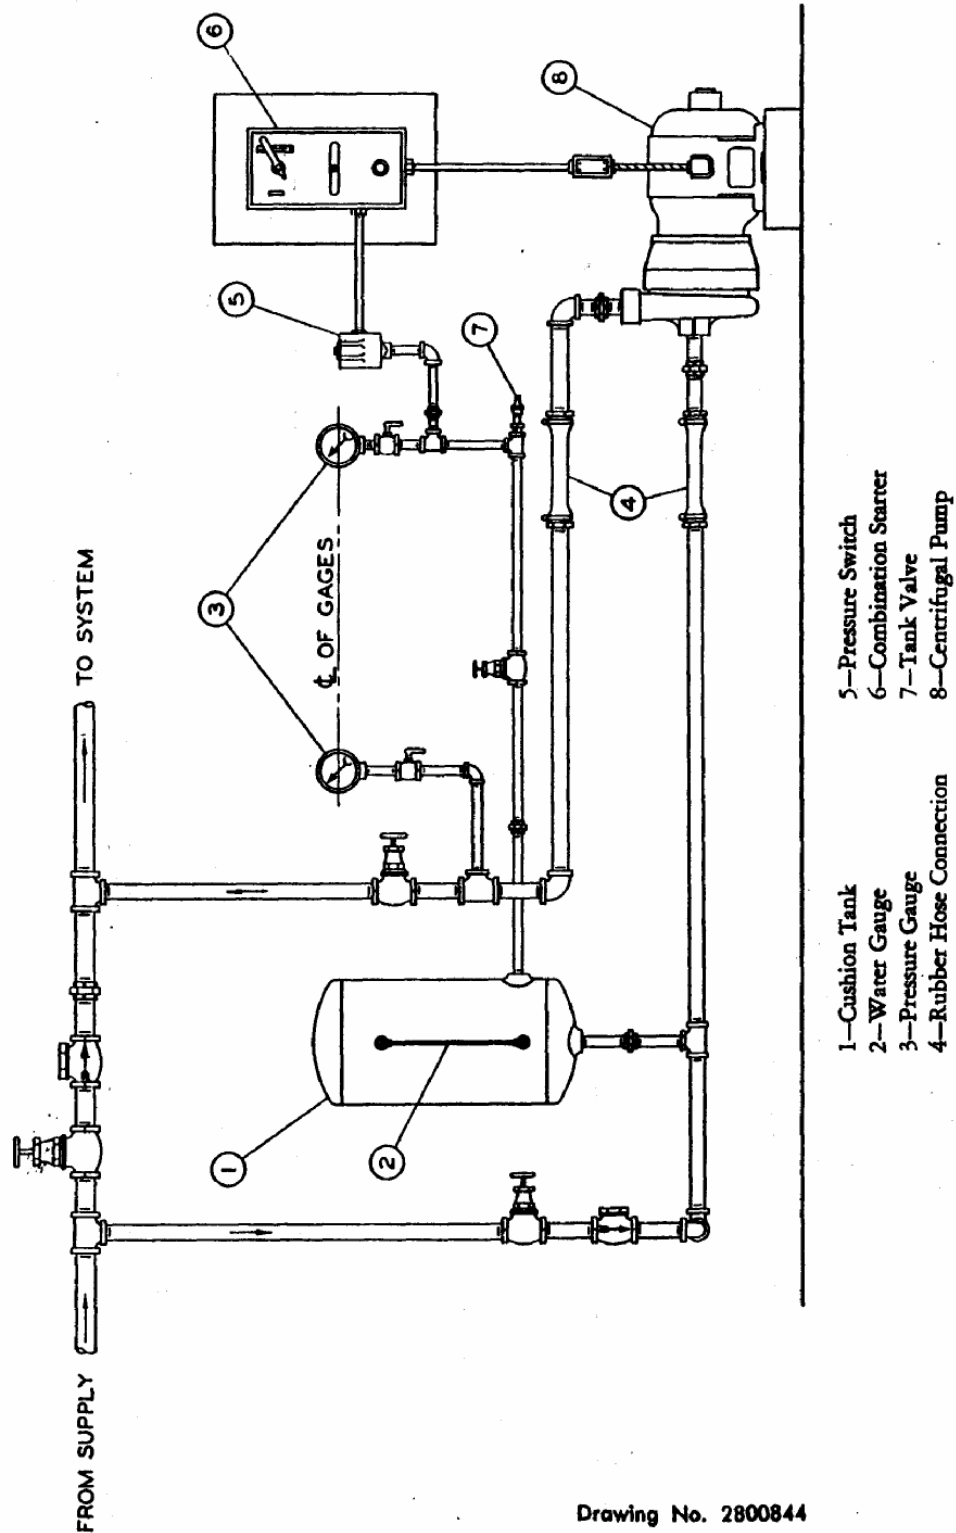 FROM SUPPLY
TO SYSTEM
℄ OF GAGES
1
2
3
4
5
6
7
8
1—Cushion Tank
2—Water Gauge
3—Pressure Gauge
4—Rubber Hose Connection
5—Pressure Switch
6—Combination Starter
7—Tank Valve
8—Centrifugal Pump
Drawing No. 2800844